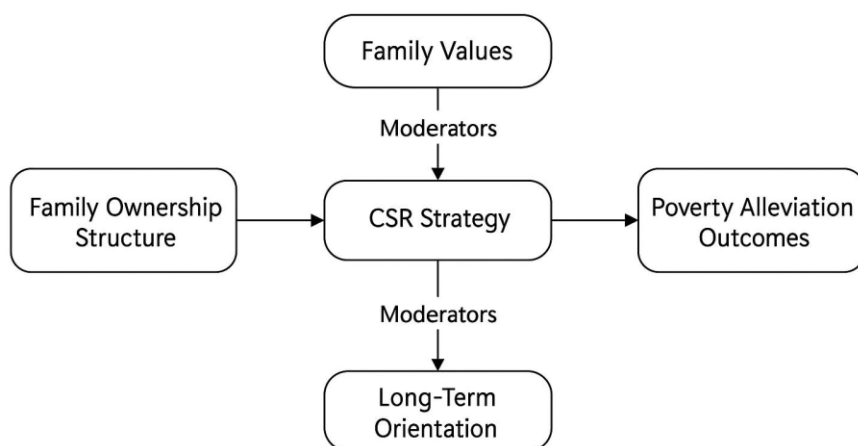 Family Values
Moderators
Family Ownership
Structure
CSR Strategy
Poverty Alleviation
Outcomes
Moderators
Long-Term
Orientation